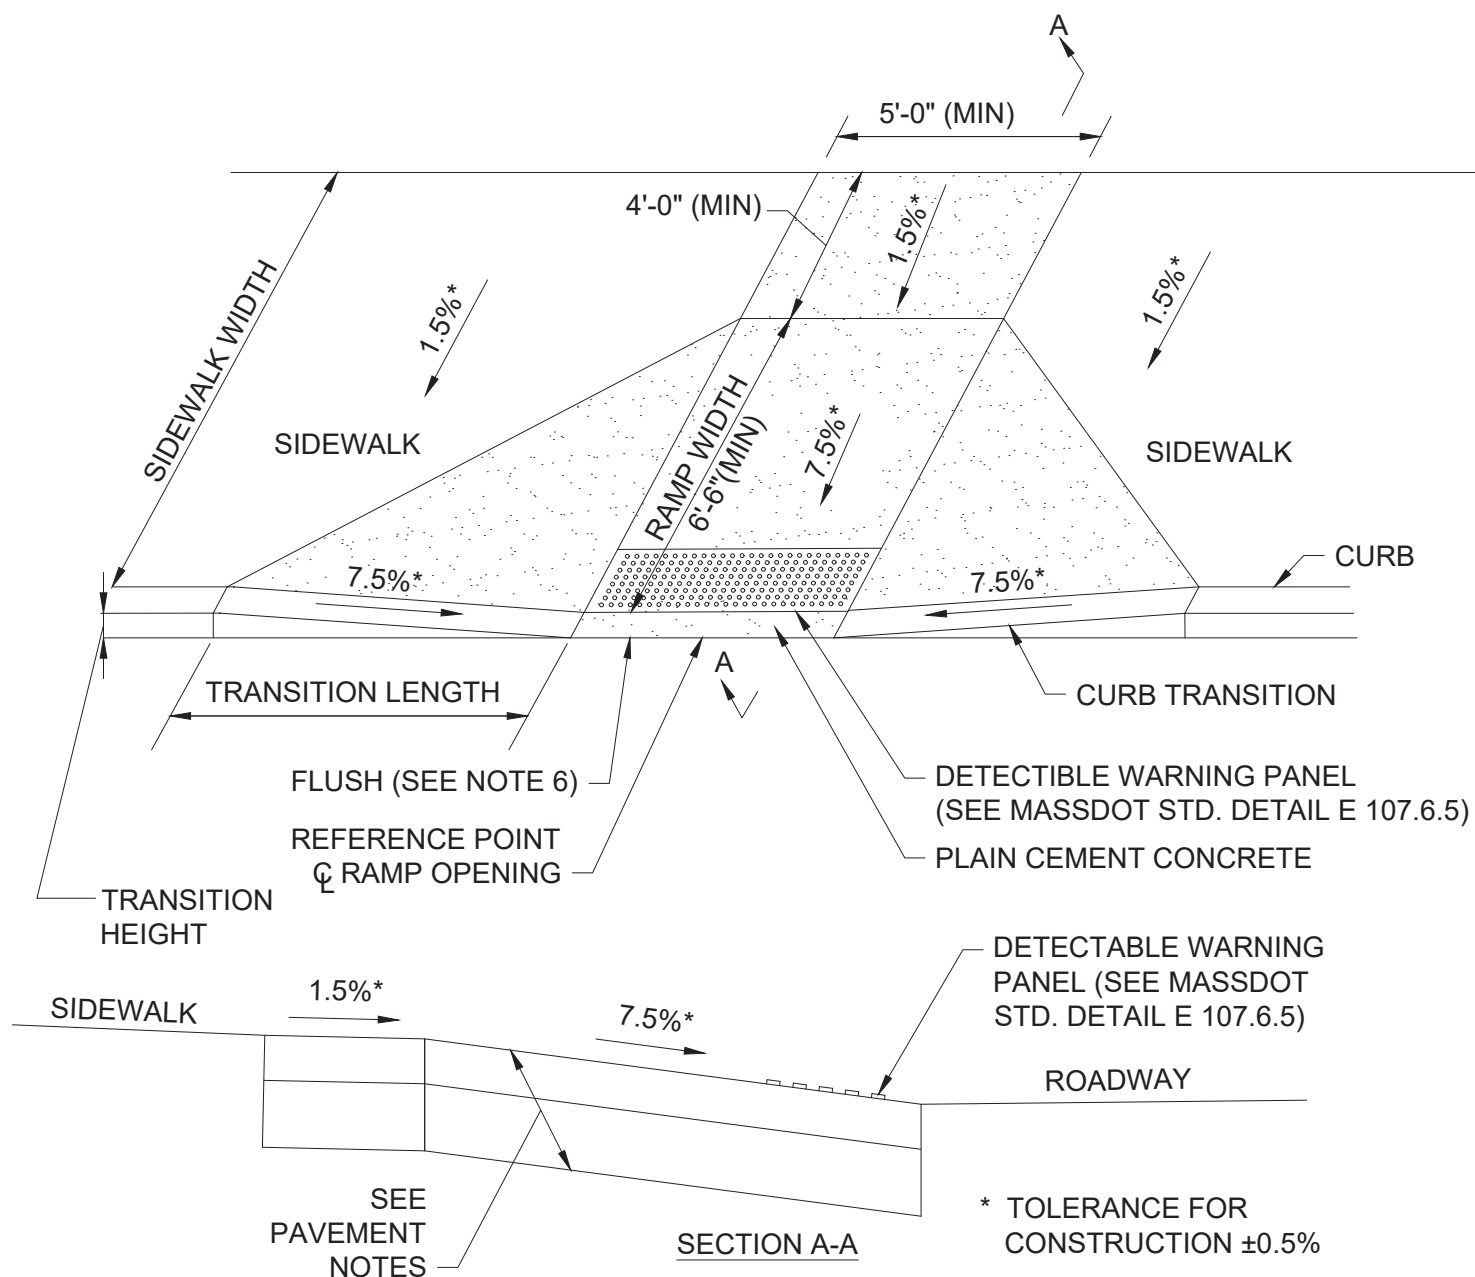 A
5'-0" (MIN)
4'-0" (MIN)
1.5%*
SIDEWALK WIDTH
1.5%*
1.5%*
RAMP WIDTH
6'-6"(MIN)
7.5%*
SIDEWALK
SIDEWALK
7.5%*
7.5%*
CURB
A
TRANSITION LENGTH
CURB TRANSITION
FLUSH (SEE NOTE 6)
DETECTIBLE WARNING PANEL
(SEE MASSDOT STD. DETAIL E 107.6.5)
REFERENCE POINT
℄ RAMP OPENING
PLAIN CEMENT CONCRETE
TRANSITION
HEIGHT
DETECTABLE WARNING
PANEL (SEE MASSDOT
STD. DETAIL E 107.6.5)
SIDEWALK
1.5%*
7.5%*
ROADWAY
SEE
PAVEMENT
NOTES
SECTION A-A
* TOLERANCE FOR
CONSTRUCTION ±0.5%